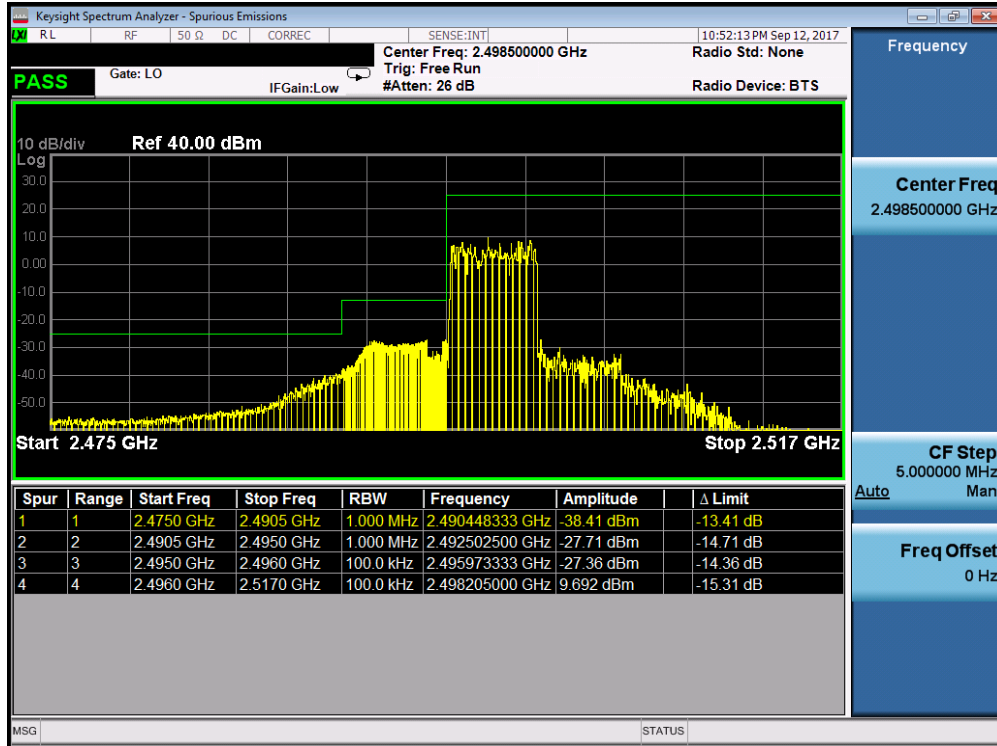 Keysight Spectrum Analyzer - Spurious Emissions
LXI RL RF 50 Ω DC CORREC SENSE:INT 10:52:13 PM Sep 12, 2017
Center Freq: 2.498500000 GHz Radio Std: None
PASS Gate: LO Trig: Free Run
IFGain:Low #Atten: 26 dB Radio Device: BTS
10 dB/div Ref 40.00 dBm
Log
30.0
20.0
10.0
0.00
-10.0
-20.0
-30.0
-40.0
-50.0
Start 2.475 GHz Stop 2.517 GHz
Spur Range Start Freq Stop Freq RBW Frequency Amplitude Δ Limit
1 1 2.4750 GHz 2.4905 GHz 1.000 MHz 2.490448333 GHz -38.41 dBm -13.41 dB
2 2 2.4905 GHz 2.4950 GHz 1.000 MHz 2.492502500 GHz -27.71 dBm -14.71 dB
3 3 2.4950 GHz 2.4960 GHz 100.0 kHz 2.495973333 GHz -27.36 dBm -14.36 dB
4 4 2.4960 GHz 2.5170 GHz 100.0 kHz 2.498205000 GHz 9.692 dBm -15.31 dB
MSG STATUS
Frequency
Center Freq
2.498500000 GHz
CF Step
5.000000 MHz
Auto Man
Freq Offset
0 Hz